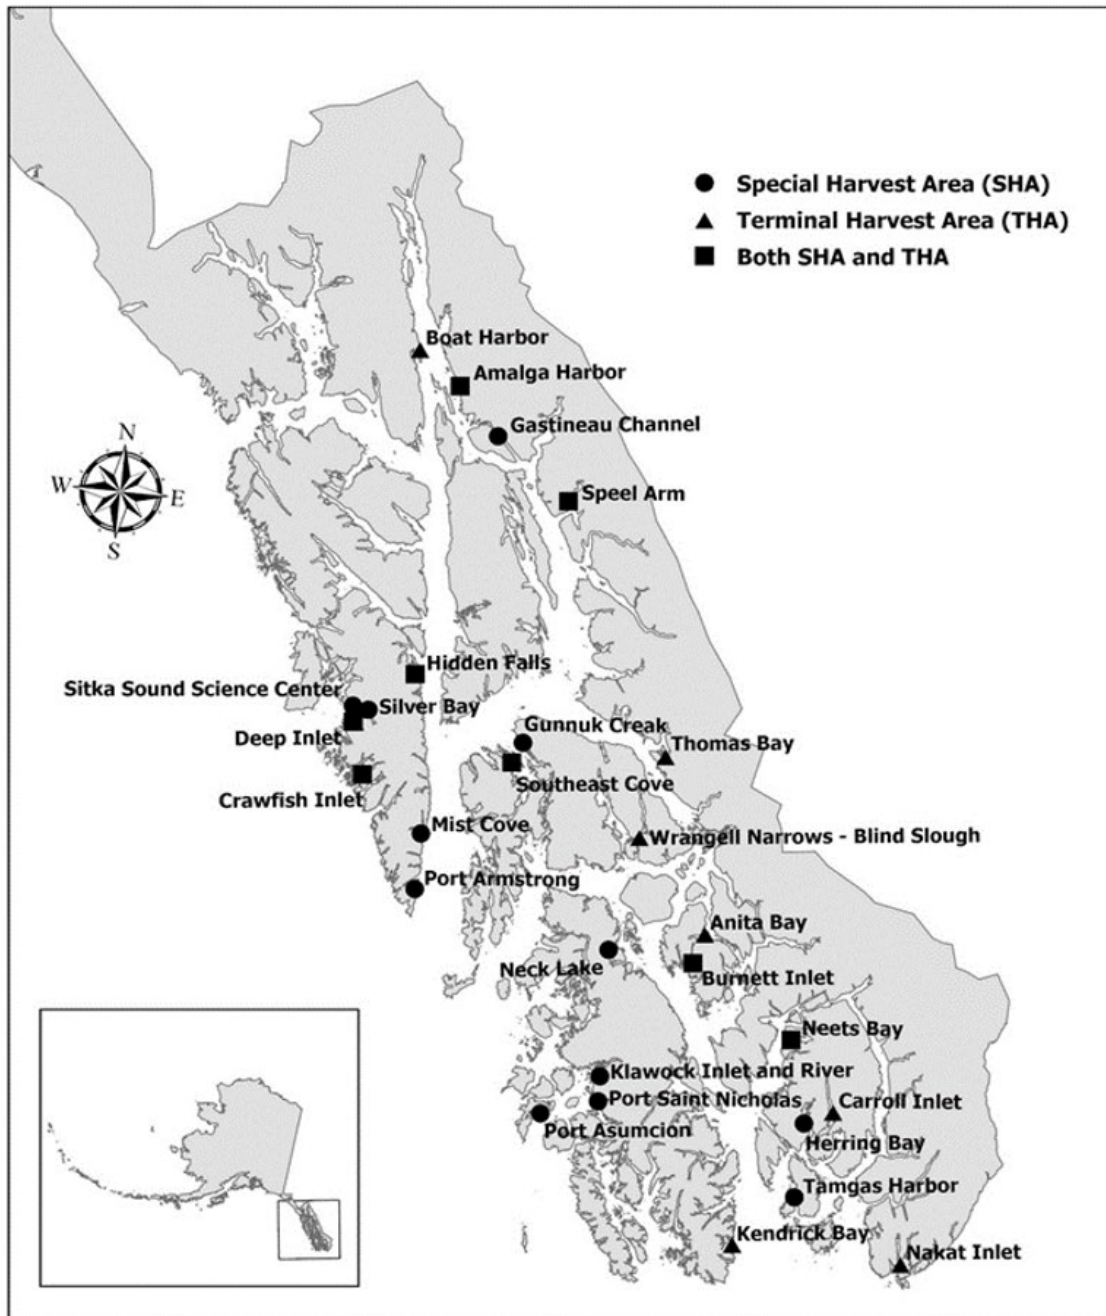 Special Harvest Area (SHA)
Terminal Harvest Area (THA)
Both SHA and THA
Boat Harbor
Amalga Harbor
Gastineau Channel
N
W
E
S
Speel Arm
Hidden Falls
Sitka Sound Science Center
Silver Bay
Deep Inlet
Gunnuk Creak
Thomas Bay
Southeast Cove
Crawfish Inlet
Mist Cove
Wrangell Narrows - Blind Slough
Port Armstrong
Anita Bay
Neck Lake
Burnett Inlet
Neets Bay
Klawock Inlet and River
Port Saint Nicholas
Carroll Inlet
Port Asumcion
Herring Bay
Tamgas Harbor
Kendrick Bay
Nakat Inlet